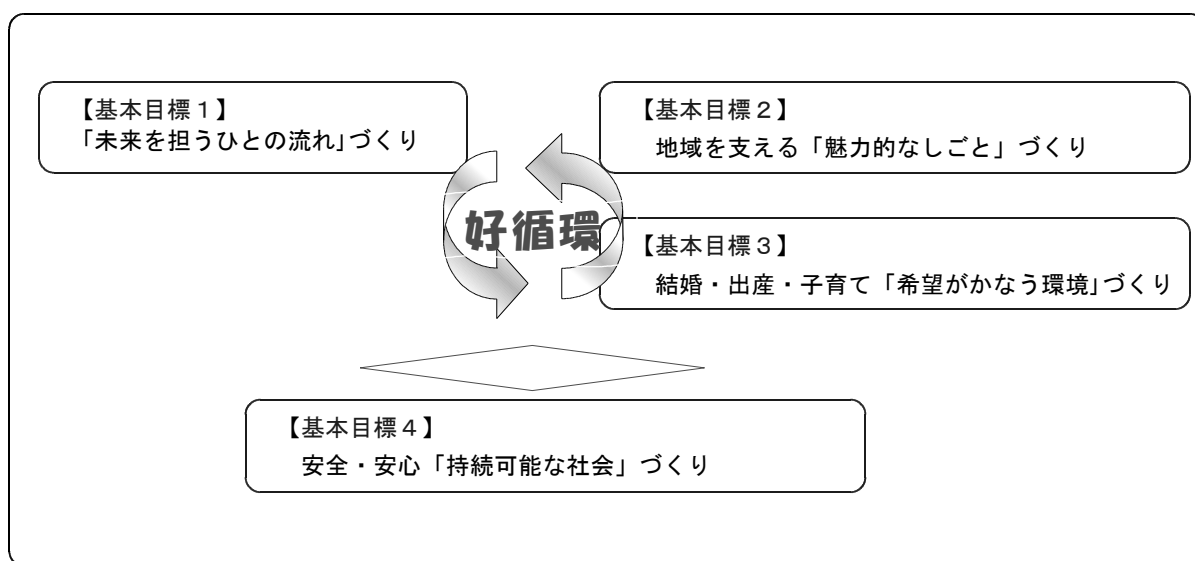 【基本目標１】
「未来を担うひとの流れ」づくり
【基本目標２】
地域を支える「魅力的なしごと」づくり
好循環
【基本目標３】
結婚・出産・子育て「希望がかなう環境」づくり
【基本目標４】
安全・安心「持続可能な社会」づくり